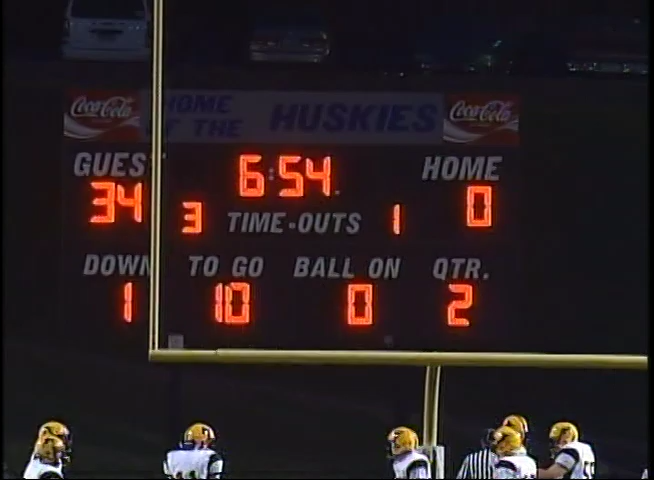 Coca-Cola HOME OF THE HUSKIES Coca-Cola
GUEST 6:54 HOME
34 3 TIME-OUTS 1 0
DOWN TO GO BALL ON QTR.
1 10 0 2